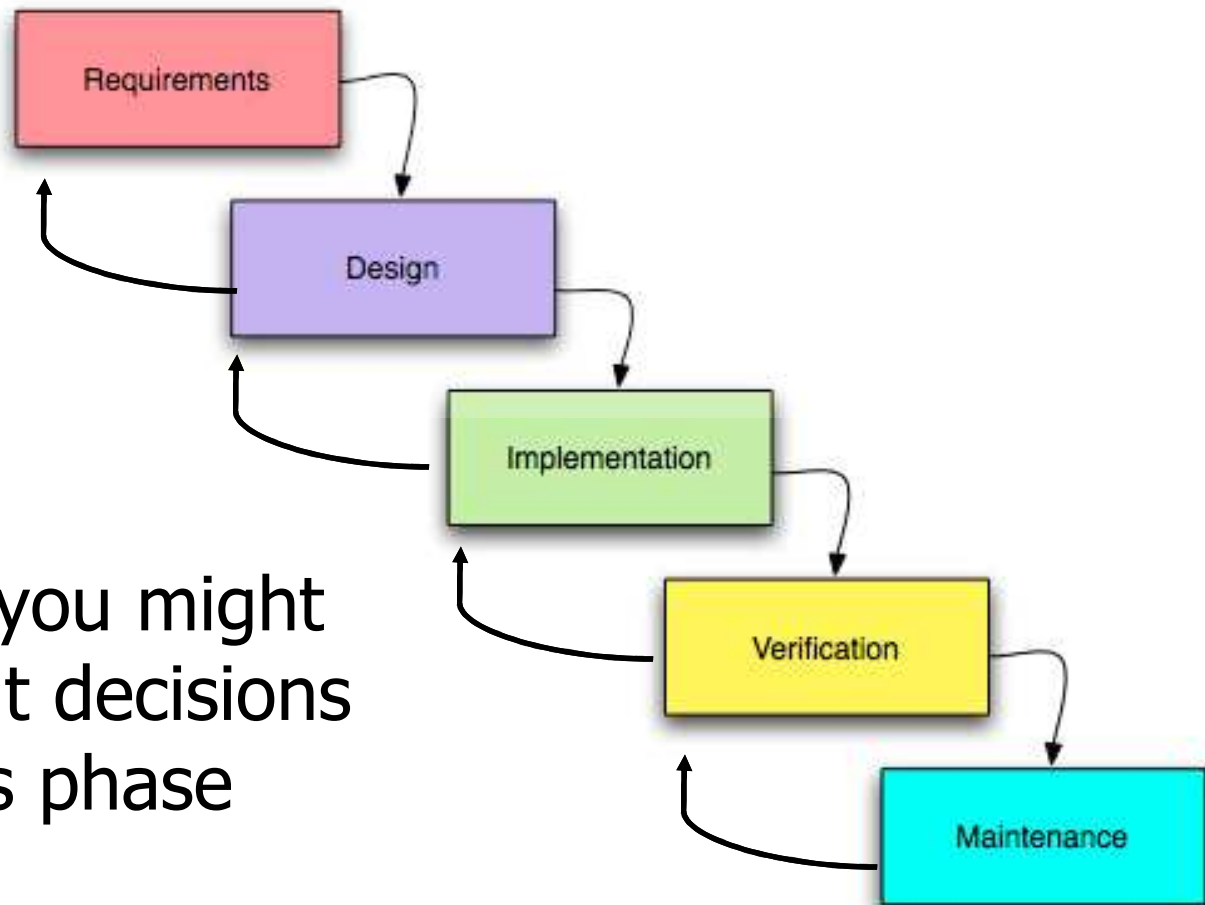 Requirements
Design
Implementation
you might
t decisions
s phase
Verification
Maintenance